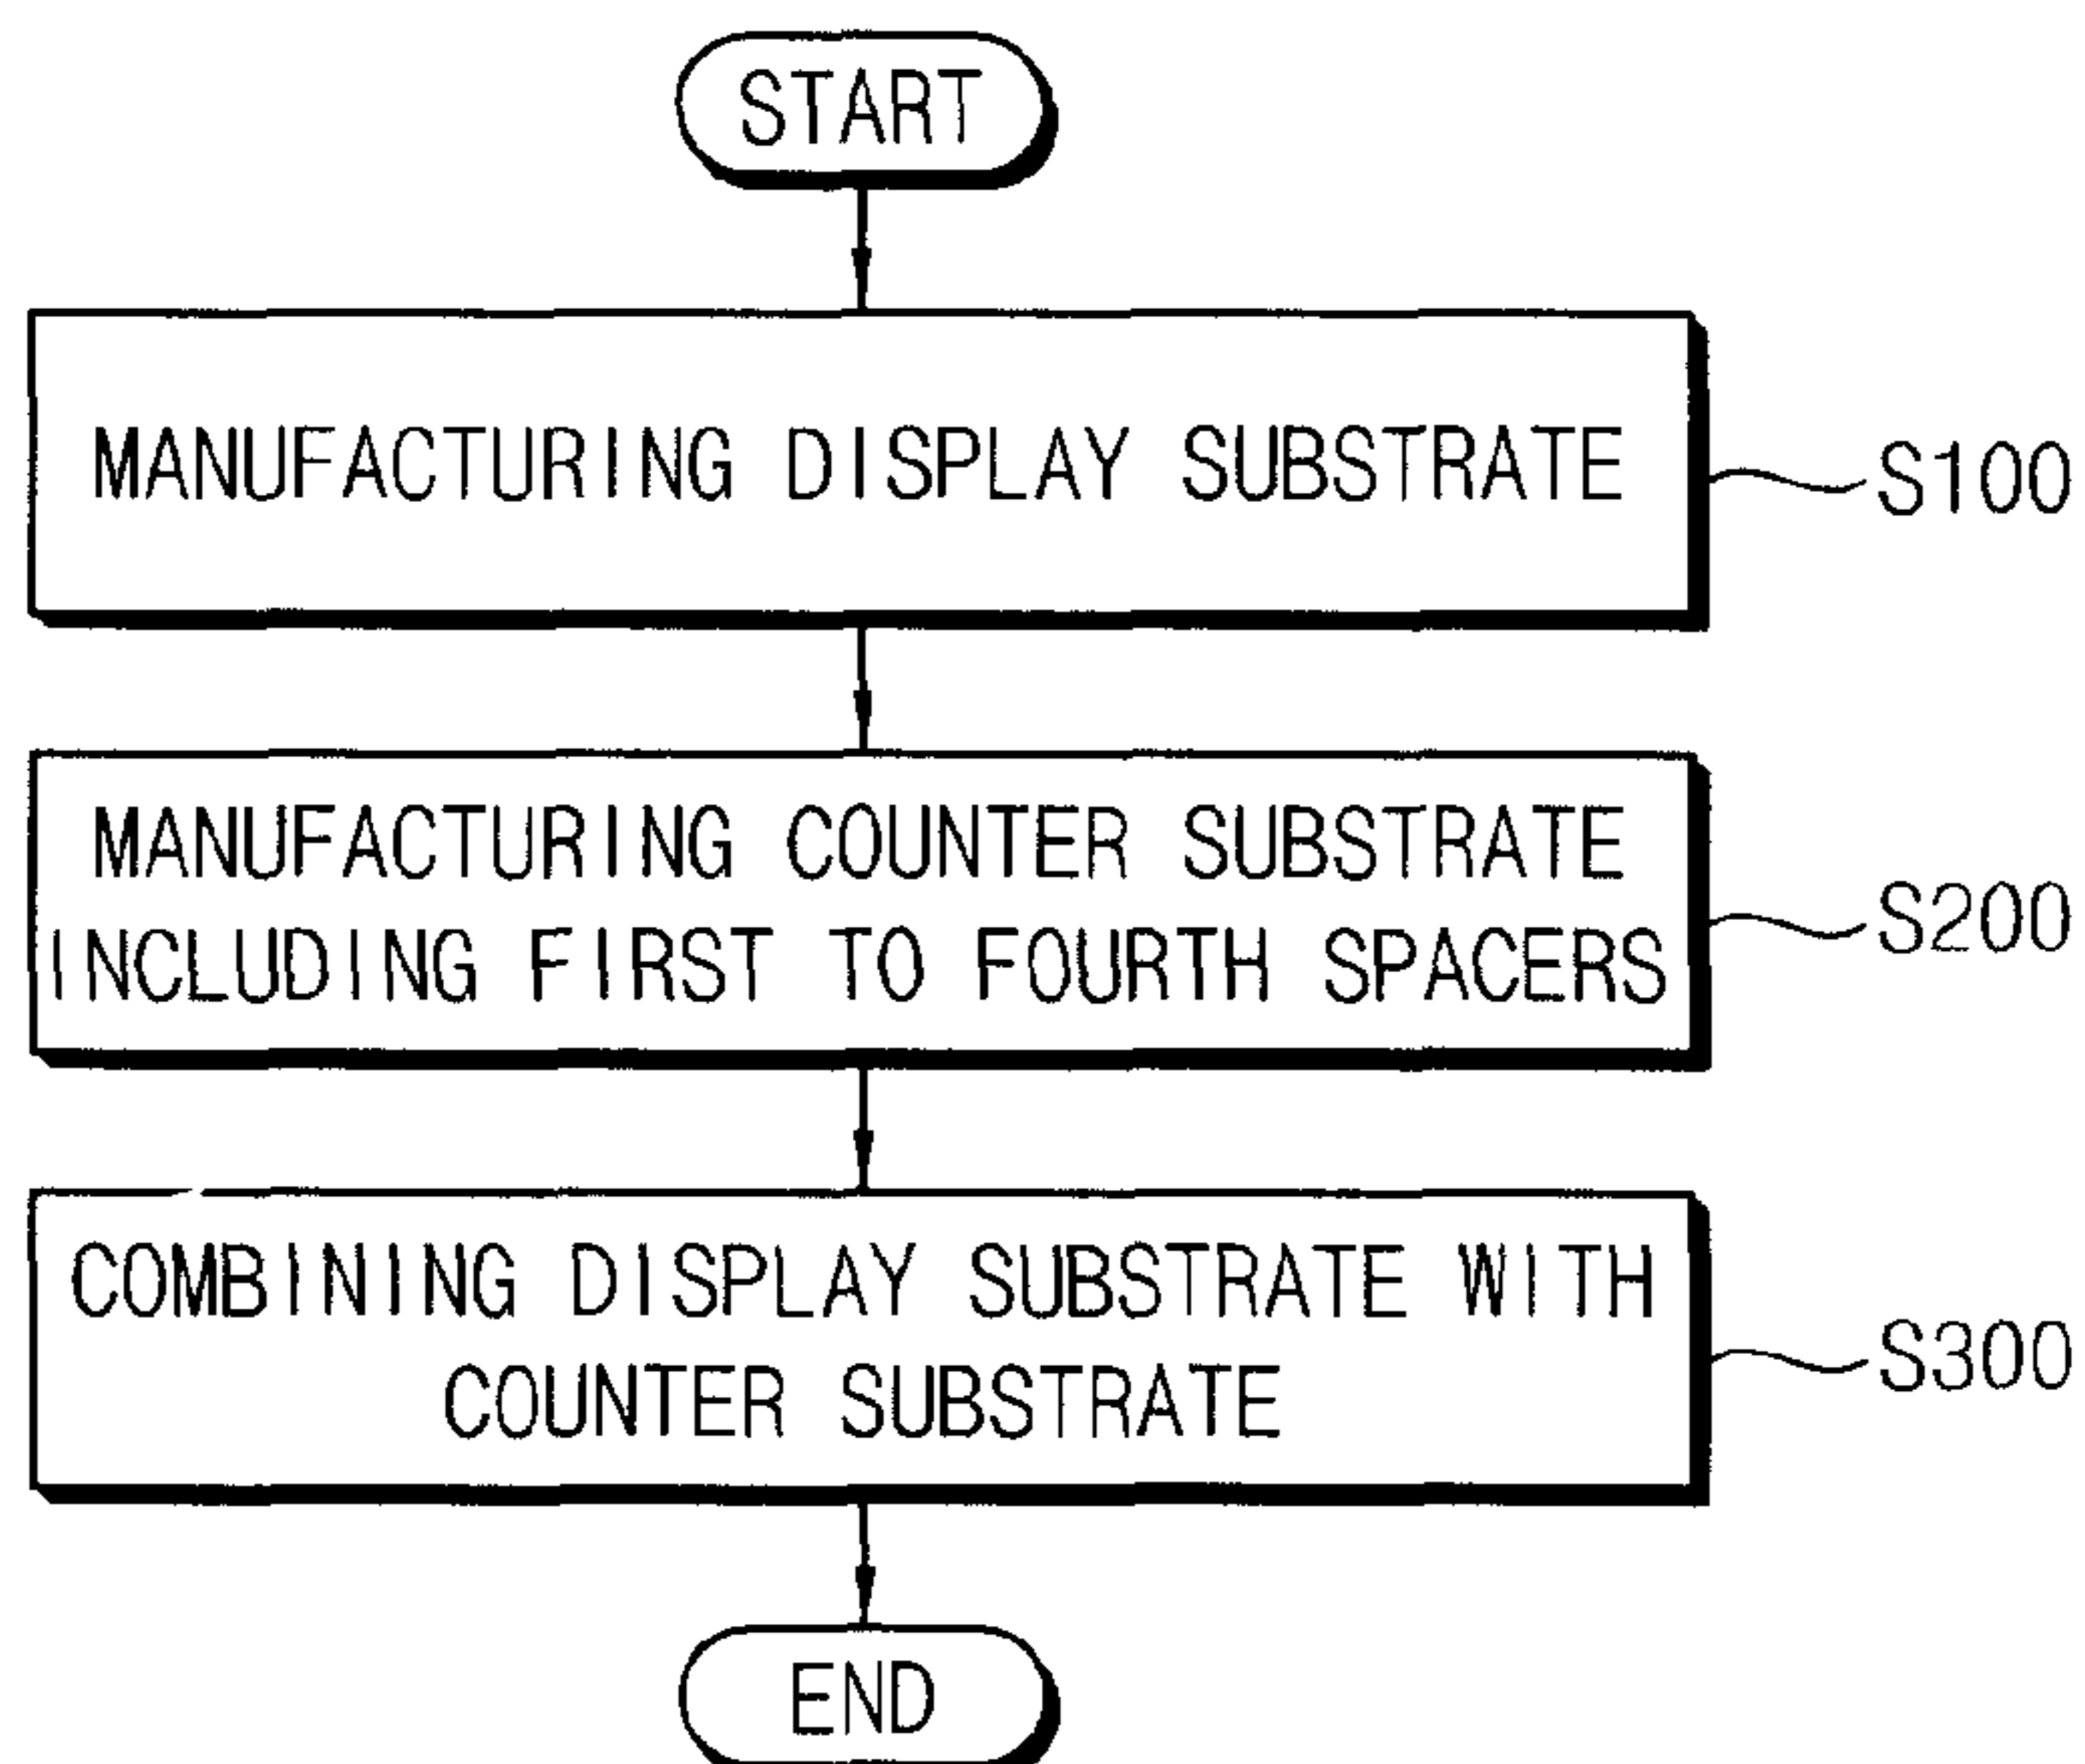 START
MANUFACTURING DISPLAY SUBSTRATE
S100
MANUFACTURING COUNTER SUBSTRATE
INCLUDING FIRST TO FOURTH SPACERS
S200
COMBINING DISPLAY SUBSTRATE WITH
COUNTER SUBSTRATE
S300
END